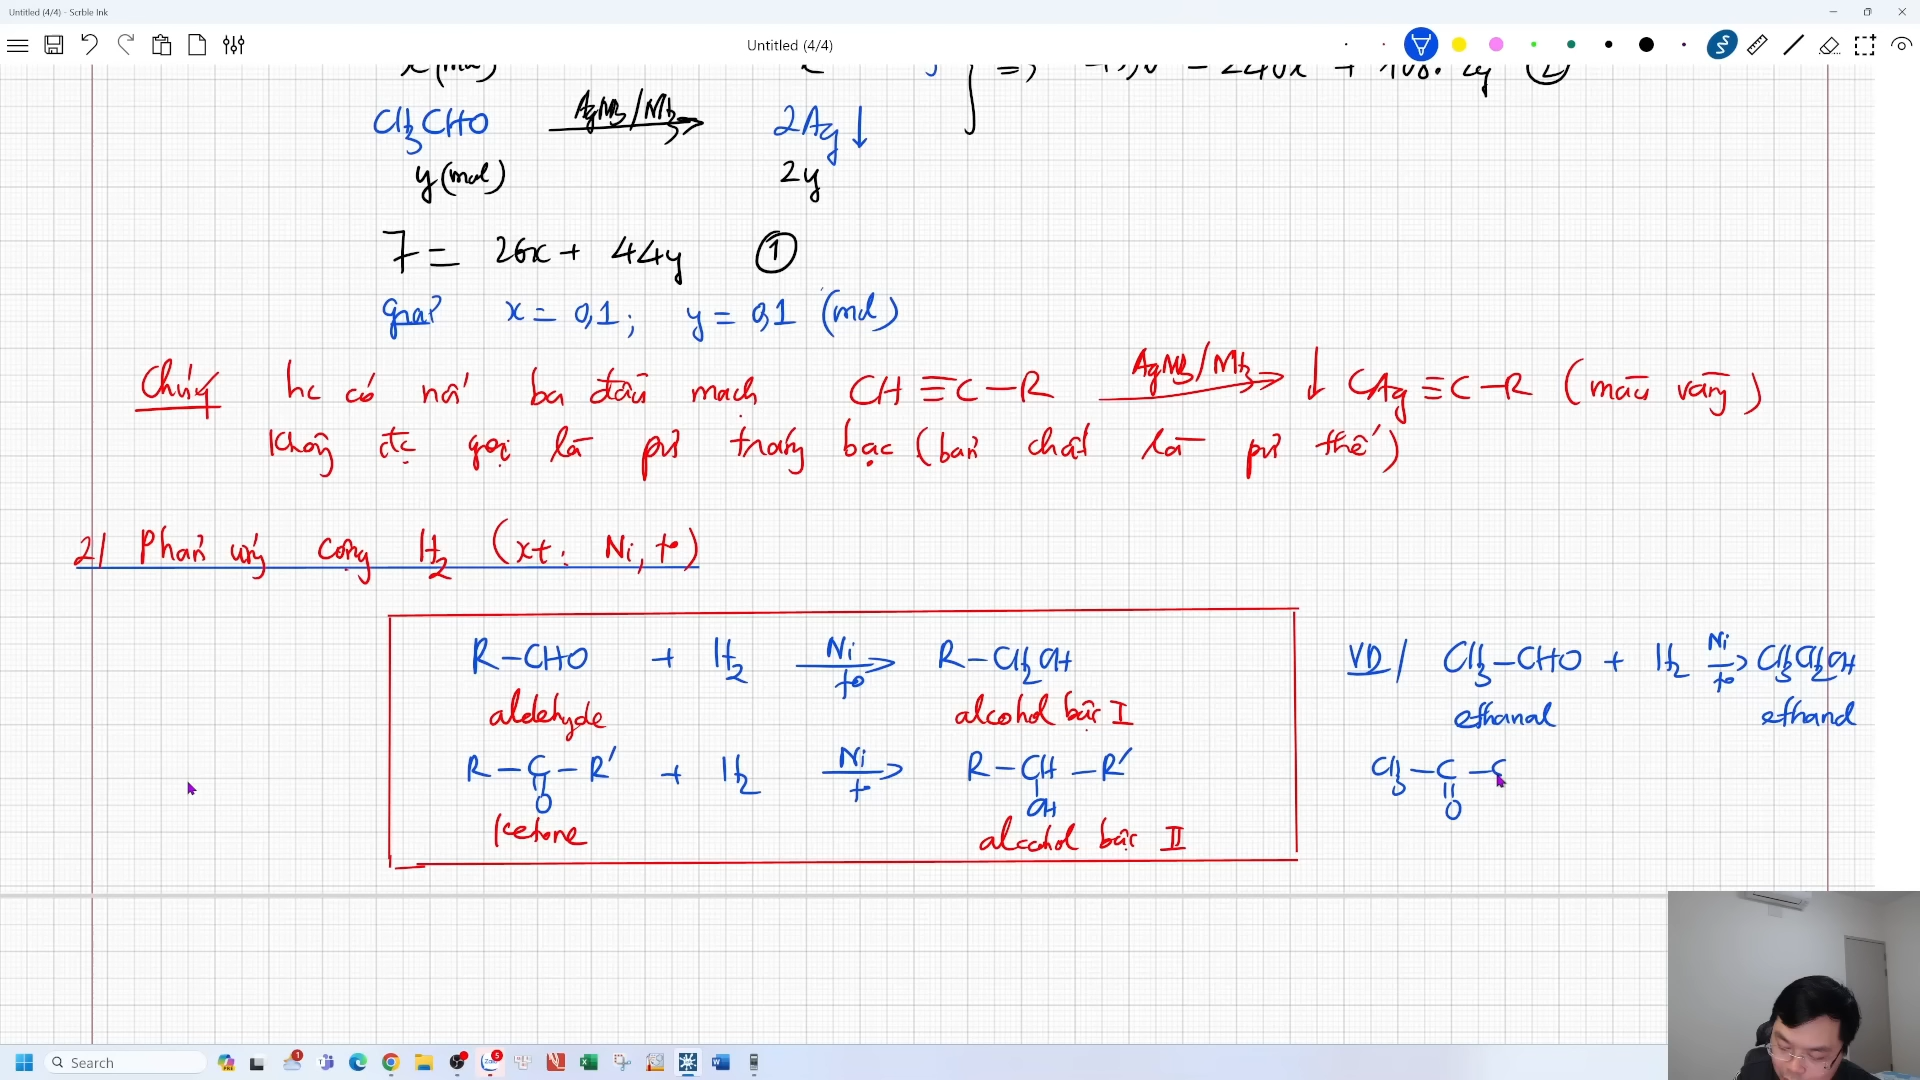 Untitled (4/4) - Scrble Ink
Untitled (4/4)
CH₃CHO AgNO₃/NH₃ → 2Ag↓
y(mol) 2y
7 = 26x + 44y ①
giải x = 0,1; y = 0,1 (mol)
Chú ý hc có nối ba đầu mạch CH≡C-R AgNO₃/NH₃ → ↓ CAg≡C-R (màu vàng)
Không đc gọi là pư tráng bạc (bản chất là pư thế)
2/ Phản ứng cộng H₂ (xt: Ni, t°)
R-CHO + H₂ Ni t° → R-CH₂OH
aldehyde alcohol bậc I
R-C-R' + H₂ Ni t° → R-CH-R'
O OH
ketone alcohol bậc II
VD/ CH₃-CHO + H₂ Ni t° → CH₃CH₂OH
ethanal ethanol
CH₃-C-C
O
Search